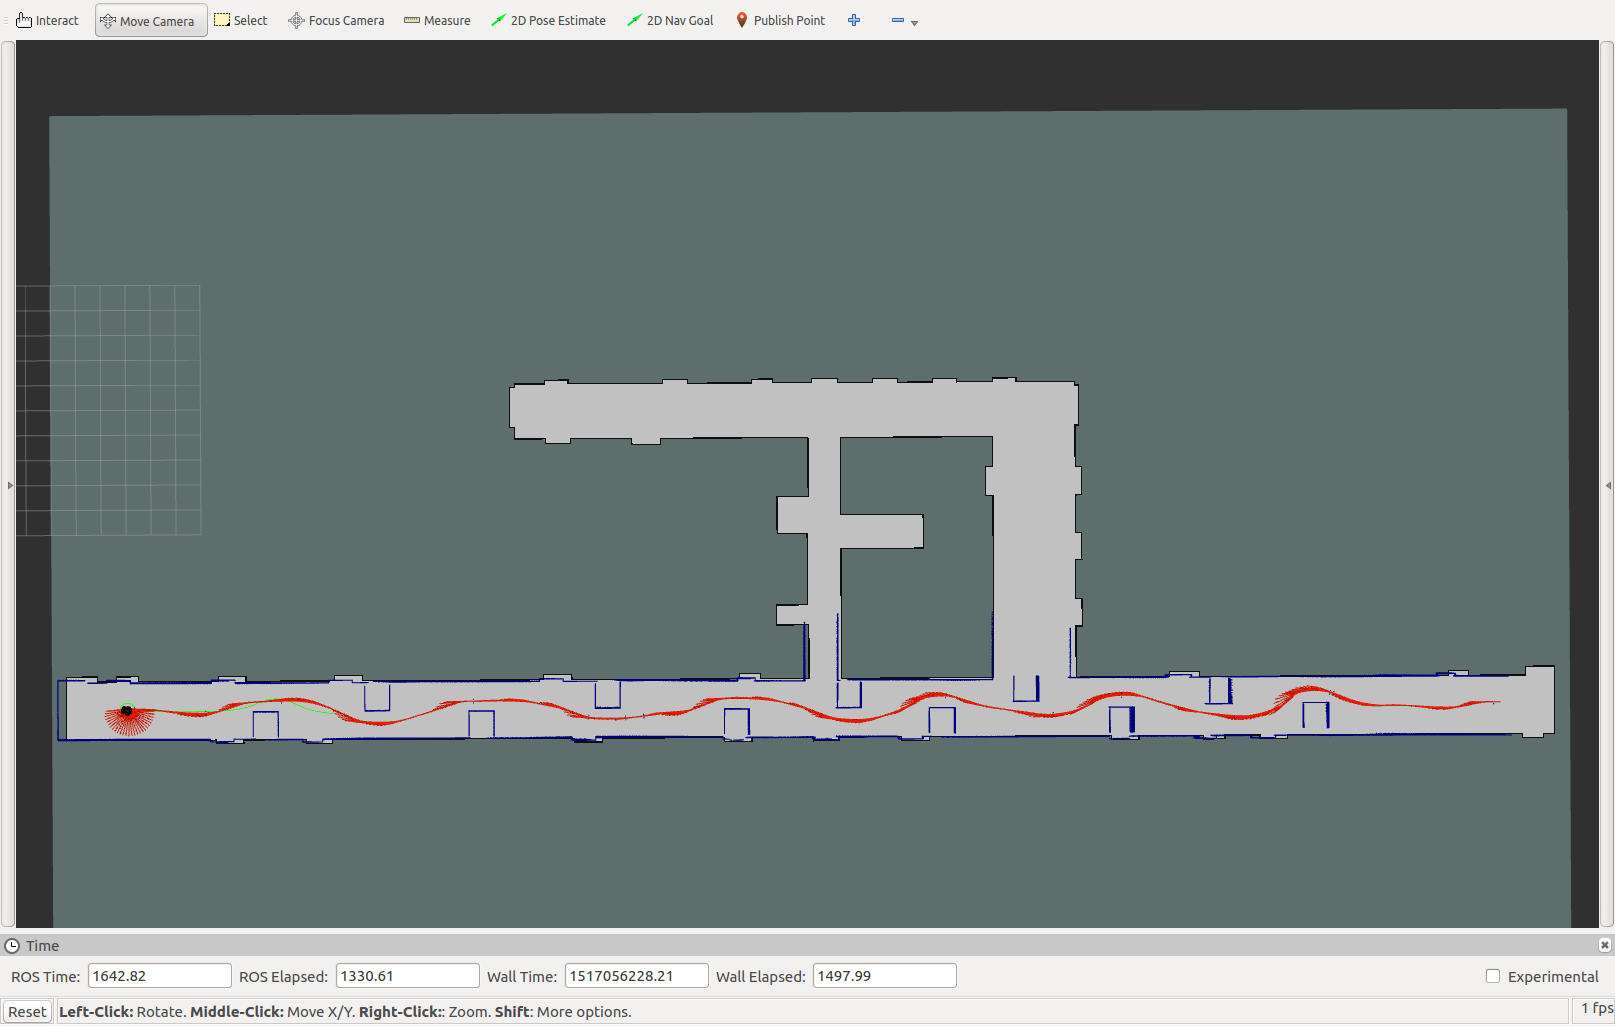 Interact Move Camera Select Focus Camera Measure 2D Pose Estimate 2D Nav Goal Publish Point
Time
ROS Time: 1642.82 ROS Elapsed: 1330.61 Wall Time: 1517056228.21 Wall Elapsed: 1497.99 Experimental
Reset Left-Click: Rotate. Middle-Click: Move X/Y. Right-Click:: Zoom. Shift: More options. 1 fps